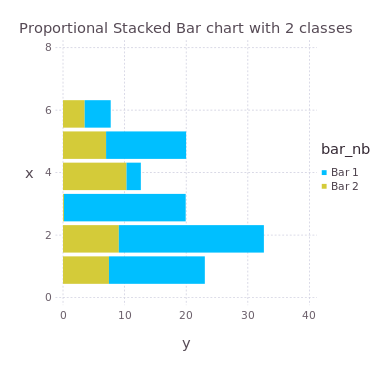 Proportional Stacked Bar chart with 2 classes
8
6
4
2
0
x
0 10 20 30 40
y
bar_nb
Bar 1
Bar 2